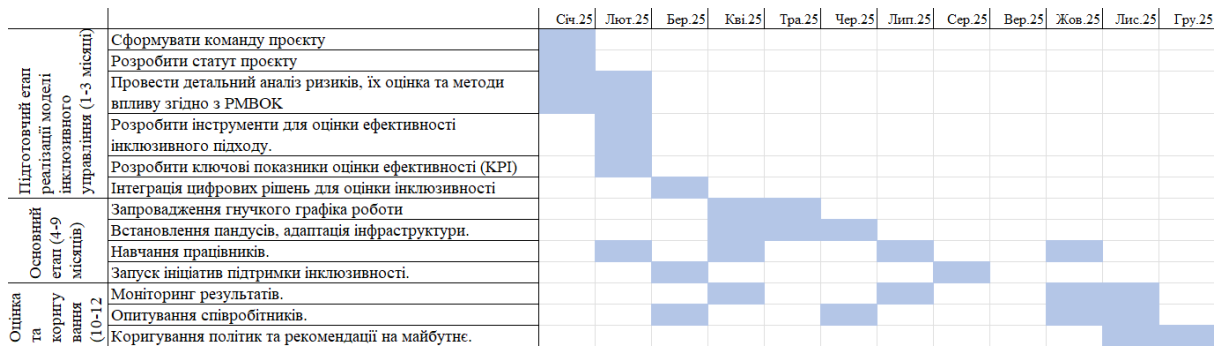 Січ.25 Лют.25 Бер.25 Кві.25 Тра.25 Чер.25 Лип.25 Сер.25 Вер.25 Жов.25 Лис.25 Гру.25
Підготовчий етап
реалізації моделі
інклюзивного
управління (1-3 місяці)
Сформувати команду проєкту
Розробити статут проєкту
Провести детальний аналіз ризиків, їх оцінка та методи
впливу згідно з PMBOK
Розробити інструменти для оцінки ефективності
інклюзивного підходу.
Розробити ключові показники оцінки ефективності (KPI)
Інтеграція цифрових рішень для оцінки інклюзивності
Основний
етап (4-9
місяців)
Запровадження гнучкого графіка роботи
Встановлення пандусів, адаптація інфраструктури.
Навчання працівників.
Запуск ініціатив підтримки інклюзивності.
Оцінка
та
коригу
вання
(10-12
Моніторинг результатів.
Опитування співробітників.
Коригування політик та рекомендації на майбутнє.